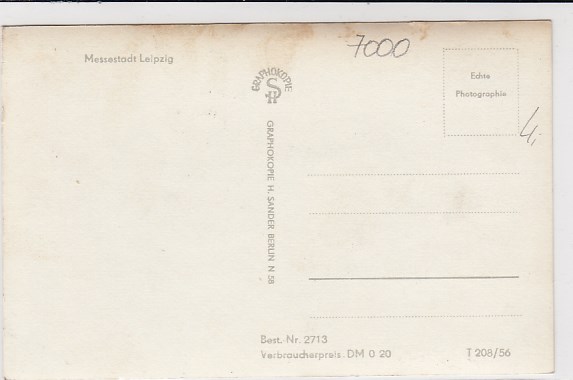 7000
Messestadt Leipzig
Echte
Photographie
GRAPHOKOPIE
GRAPHOKOPIE H. SANDER BERLIN N 58
4,-
Best. Nr. 2713
Verbraucherpreis. DM 0 20
T 208/56